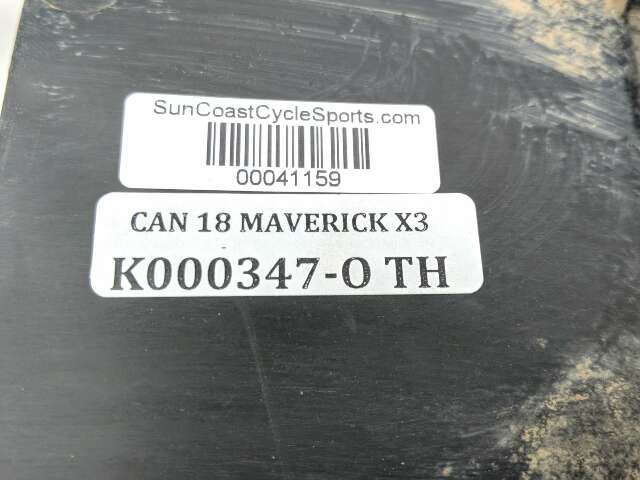 SunCoastCycleSports.com
00041159
CAN 18 MAVERICK X3
K000347-O TH